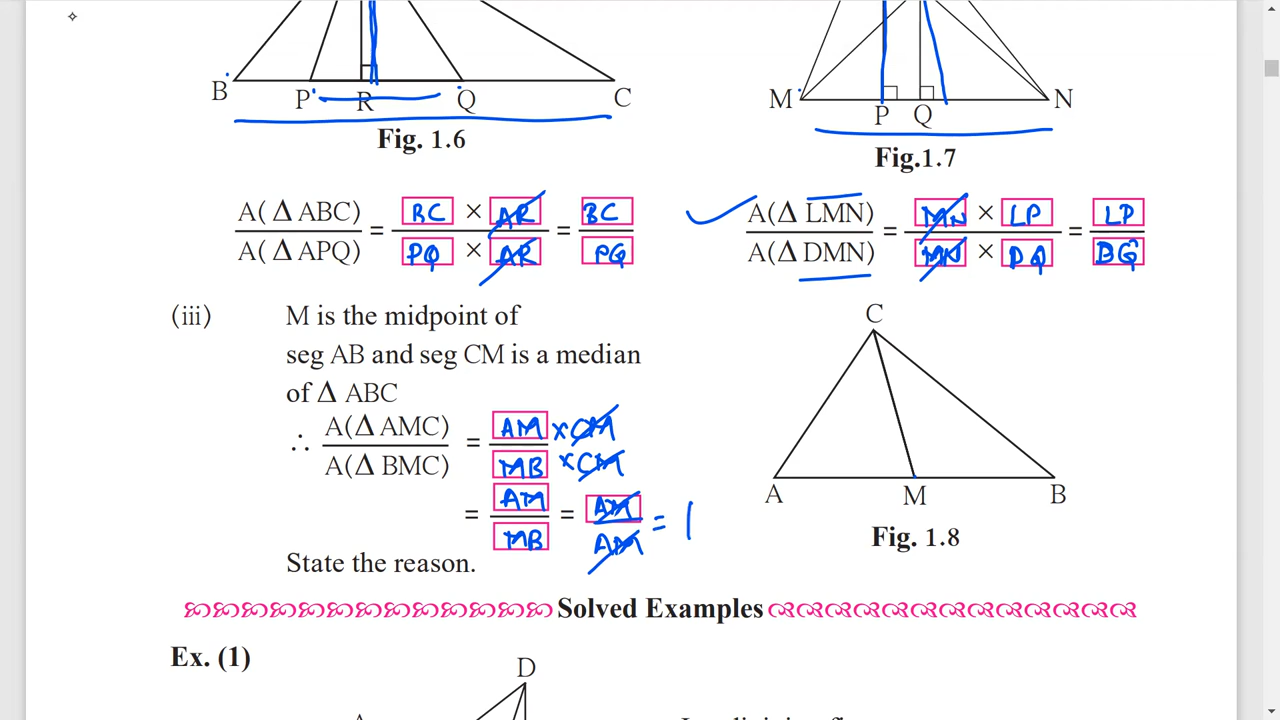 B P R Q C
M P Q N
Fig. 1.6
Fig.1.7
A( Δ ABC) / A( Δ APQ) = BC × AR / PQ × AR = BC / PQ
A(Δ LMN) / A(Δ DMN) = MN × LP / MN × DQ = LP / BQ
(iii) M is the midpoint of
seg AB and seg CM is a median
of Δ ABC
∴ A(Δ AMC) / A(Δ BMC) = AM × CM / MB × CM
= AM / MB = AM / AM = 1
State the reason.
C
A M B
Fig. 1.8
Solved Examples
Ex. (1)
D